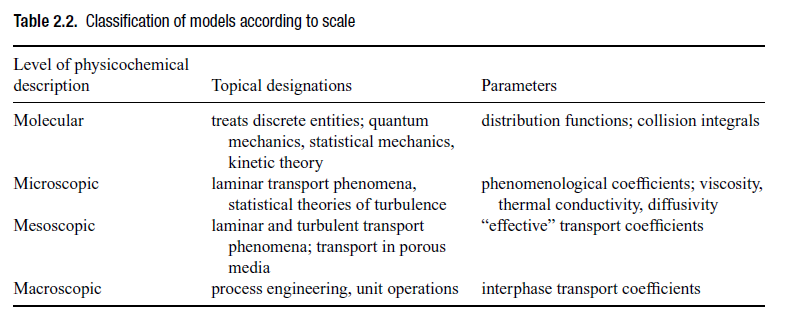 Table 2.2. Classification of models according to scale
Level of physicochemical
description Topical designations Parameters
Molecular treats discrete entities; quantum distribution functions; collision integrals
mechanics, statistical mechanics,
kinetic theory
Microscopic laminar transport phenomena, phenomenological coefficients; viscosity,
statistical theories of turbulence thermal conductivity, diffusivity
Mesoscopic laminar and turbulent transport “effective” transport coefficients
phenomena; transport in porous
media
Macroscopic process engineering, unit operations interphase transport coefficients